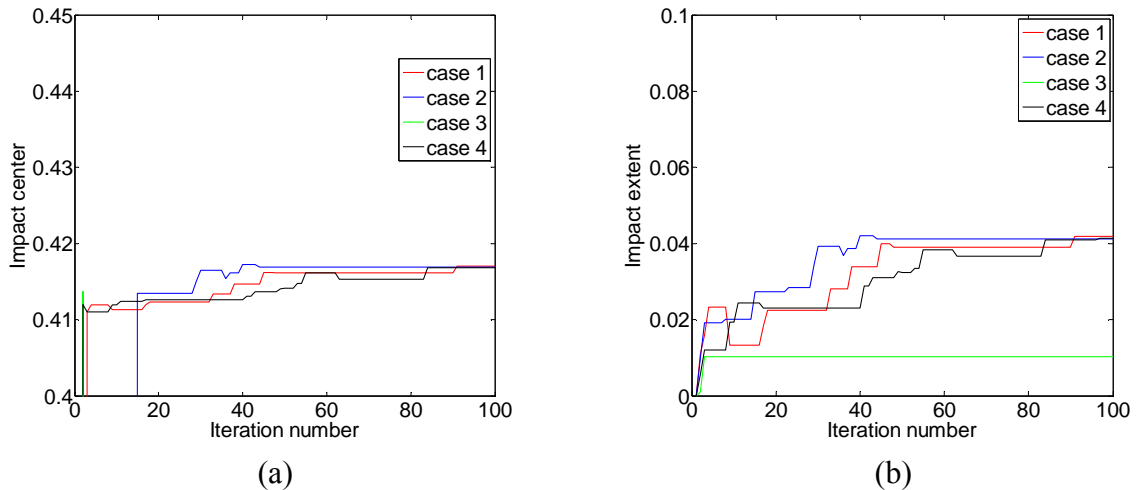 0.45
0.44
0.43
0.42
0.41
0.4
0 20 40 60 80 100
Impact center
Iteration number
case 1
case 2
case 3
case 4
(a)
0.1
0.08
0.06
0.04
0.02
0
0 20 40 60 80 100
Impact extent
Iteration number
case 1
case 2
case 3
case 4
(b)